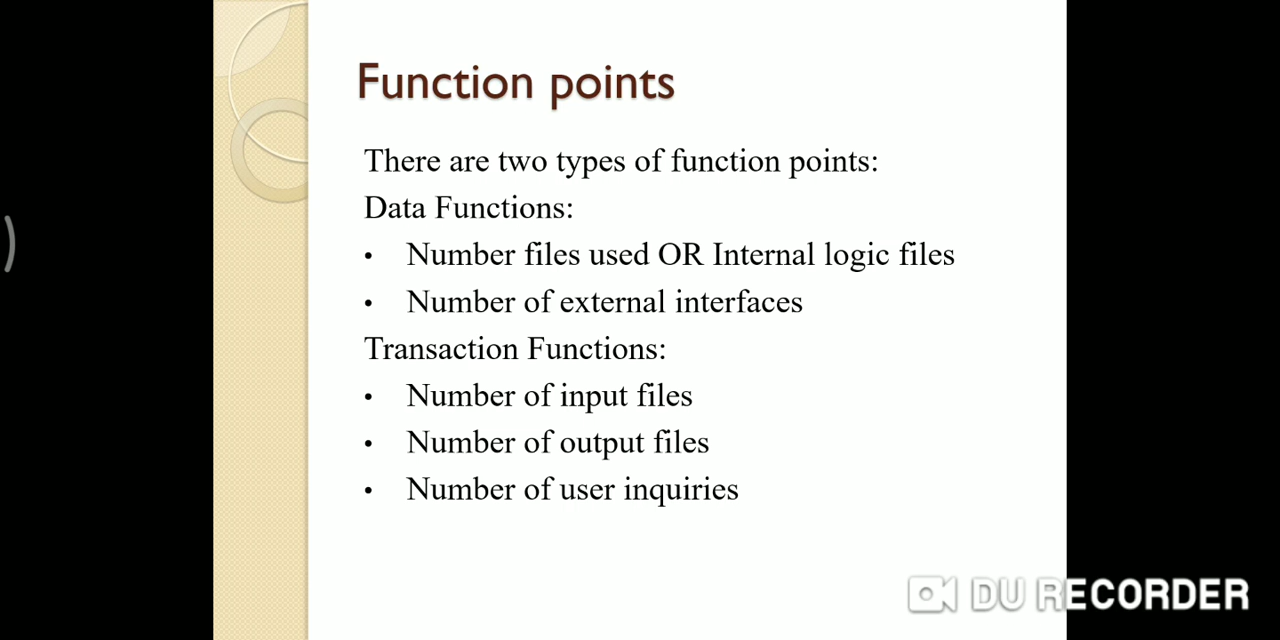 Function points
There are two types of function points:
Data Functions:
• Number files used OR Internal logic files
• Number of external interfaces
Transaction Functions:
• Number of input files
• Number of output files
• Number of user inquiries
DU RECORDER